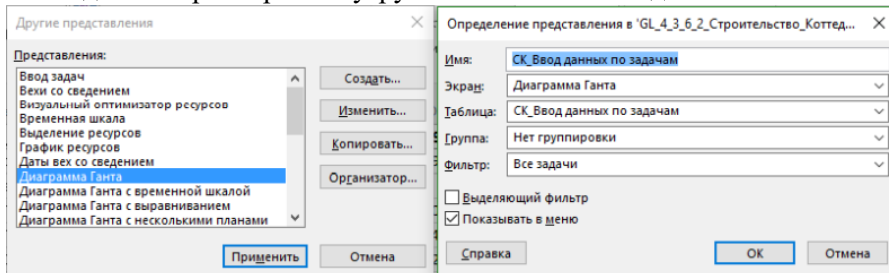 Другие представления
Представления:
Ввод задач
Вехи со сведением
Визуальный оптимизатор ресурсов
Временная шкала
Выделение ресурсов
График ресурсов
Даты вех со сведением
Диаграмма Ганта
Диаграмма Ганта с временной шкалой
Диаграмма Ганта с выравниванием
Диаграмма Ганта с несколькими планами
Создать...
Изменить...
Копировать...
Организатор...
Применить
Отмена
Определение представления в 'GL_4_3_6_2_Строительство_Коттед...
Имя: СК_Ввод данных по задачам
Экран: Диаграмма Ганта
Таблица: СК_Ввод данных по задачам
Группа: Нет группировки
Фильтр: Все задачи
Выделяющий фильтр
Показывать в меню
Справка
ОК
Отмена